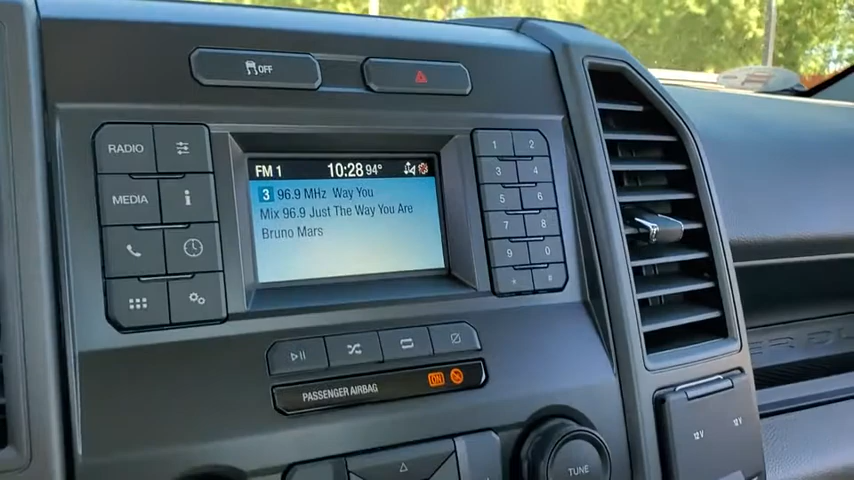 OFF
RADIO
MEDIA
i
FM 1 10:28 94°
3 96.9 MHz Way You
Mix 96.9 Just The Way You Are
Bruno Mars
1 2
3 4
5 6
7 8
9 0
* #
PASSENGER AIRBAG ON
TUNE
12V 12V